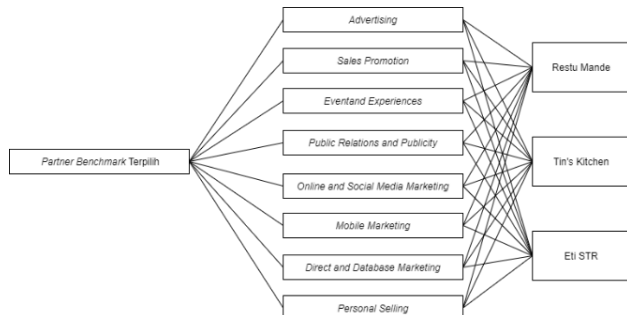 Advertising
Sales Promotion
Eventand Experiences
Public Relations and Publicity
Online and Social Media Marketing
Mobile Marketing
Direct and Database Marketing
Personal Selling
Partner Benchmark Terpilih
Restu Mande
Tin's Kitchen
Eti STR